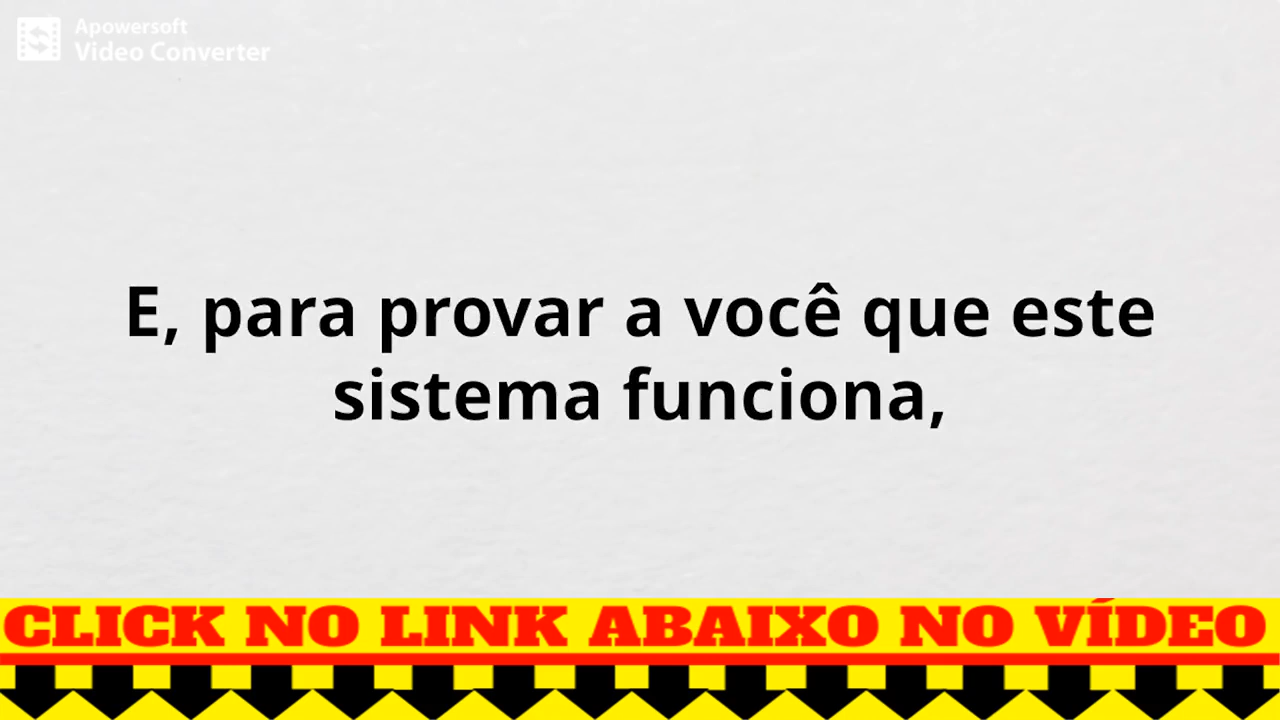 Apowersoft
Video Converter
E, para provar a você que este
sistema funciona,
CLICK NO LINK ABAIXO NO VÍDEO